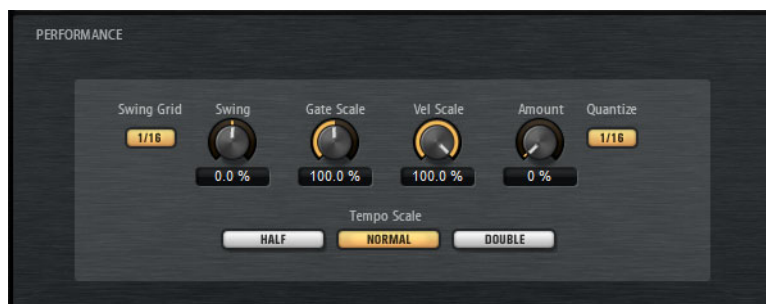 PERFORMANCE
Swing Grid Swing Gate Scale Vel Scale Amount Quantize
1/16 1/16
0.0 % 100.0 % 100.0 % 0 %
Tempo Scale
HALF NORMAL DOUBLE